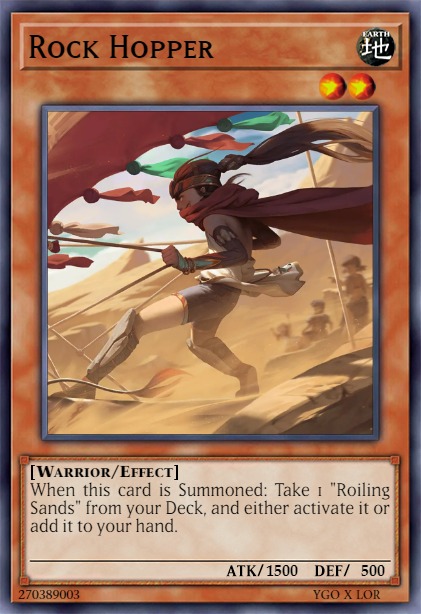 ROCK HOPPER
EARTH
地
[WARRIOR/EFFECT]
When this card is Summoned: Take 1 "Roiling
Sands" from your Deck, and either activate it or
add it to your hand.
ATK/1500 DEF/ 500
270389003 YGO X LOR